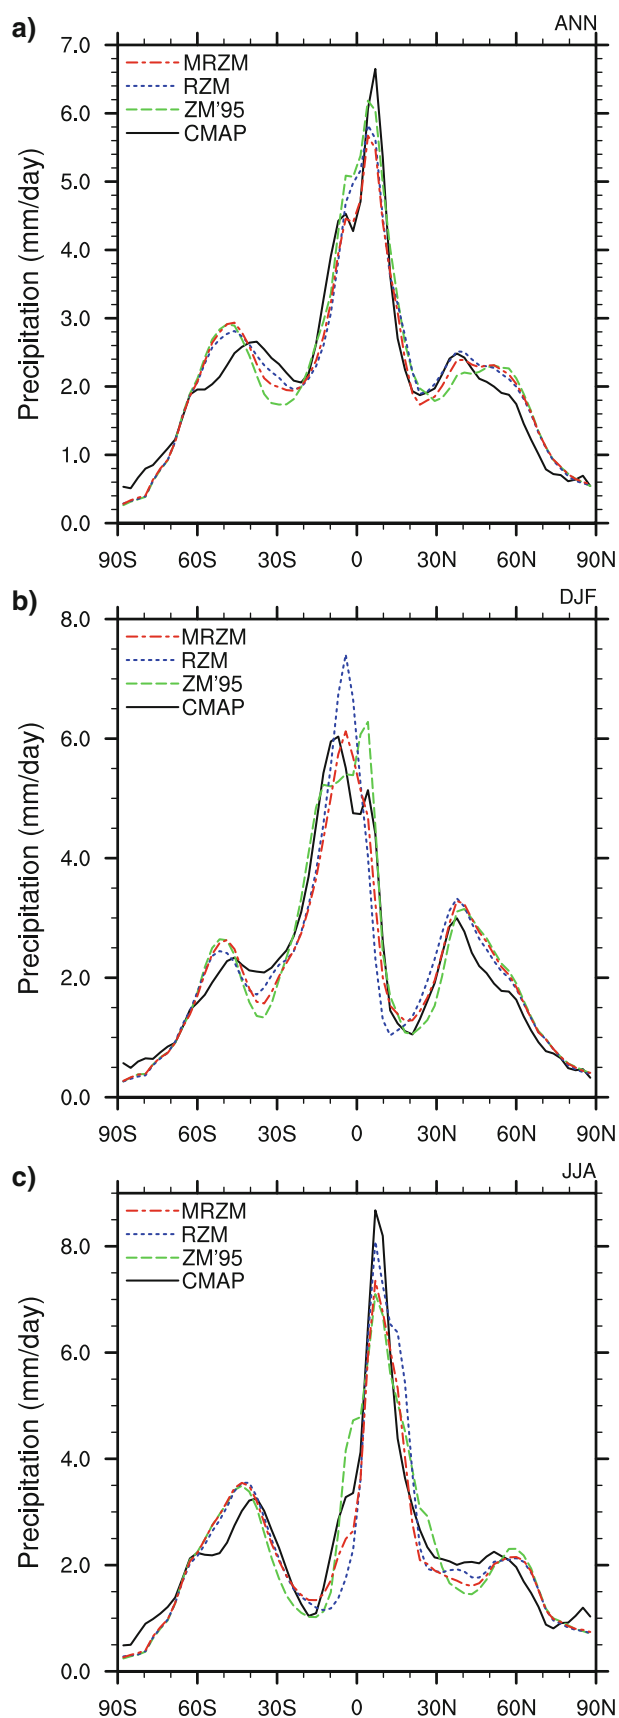 a)
ANN
7.0
6.0
5.0
4.0
3.0
2.0
1.0
0.0
Precipitation (mm/day)
MRZM
RZM
ZM'95
CMAP
90S 60S 30S 0 30N 60N 90N
b)
DJF
8.0
6.0
4.0
2.0
0.0
Precipitation (mm/day)
MRZM
RZM
ZM'95
CMAP
90S 60S 30S 0 30N 60N 90N
c)
JJA
8.0
6.0
4.0
2.0
0.0
Precipitation (mm/day)
MRZM
RZM
ZM'95
CMAP
90S 60S 30S 0 30N 60N 90N